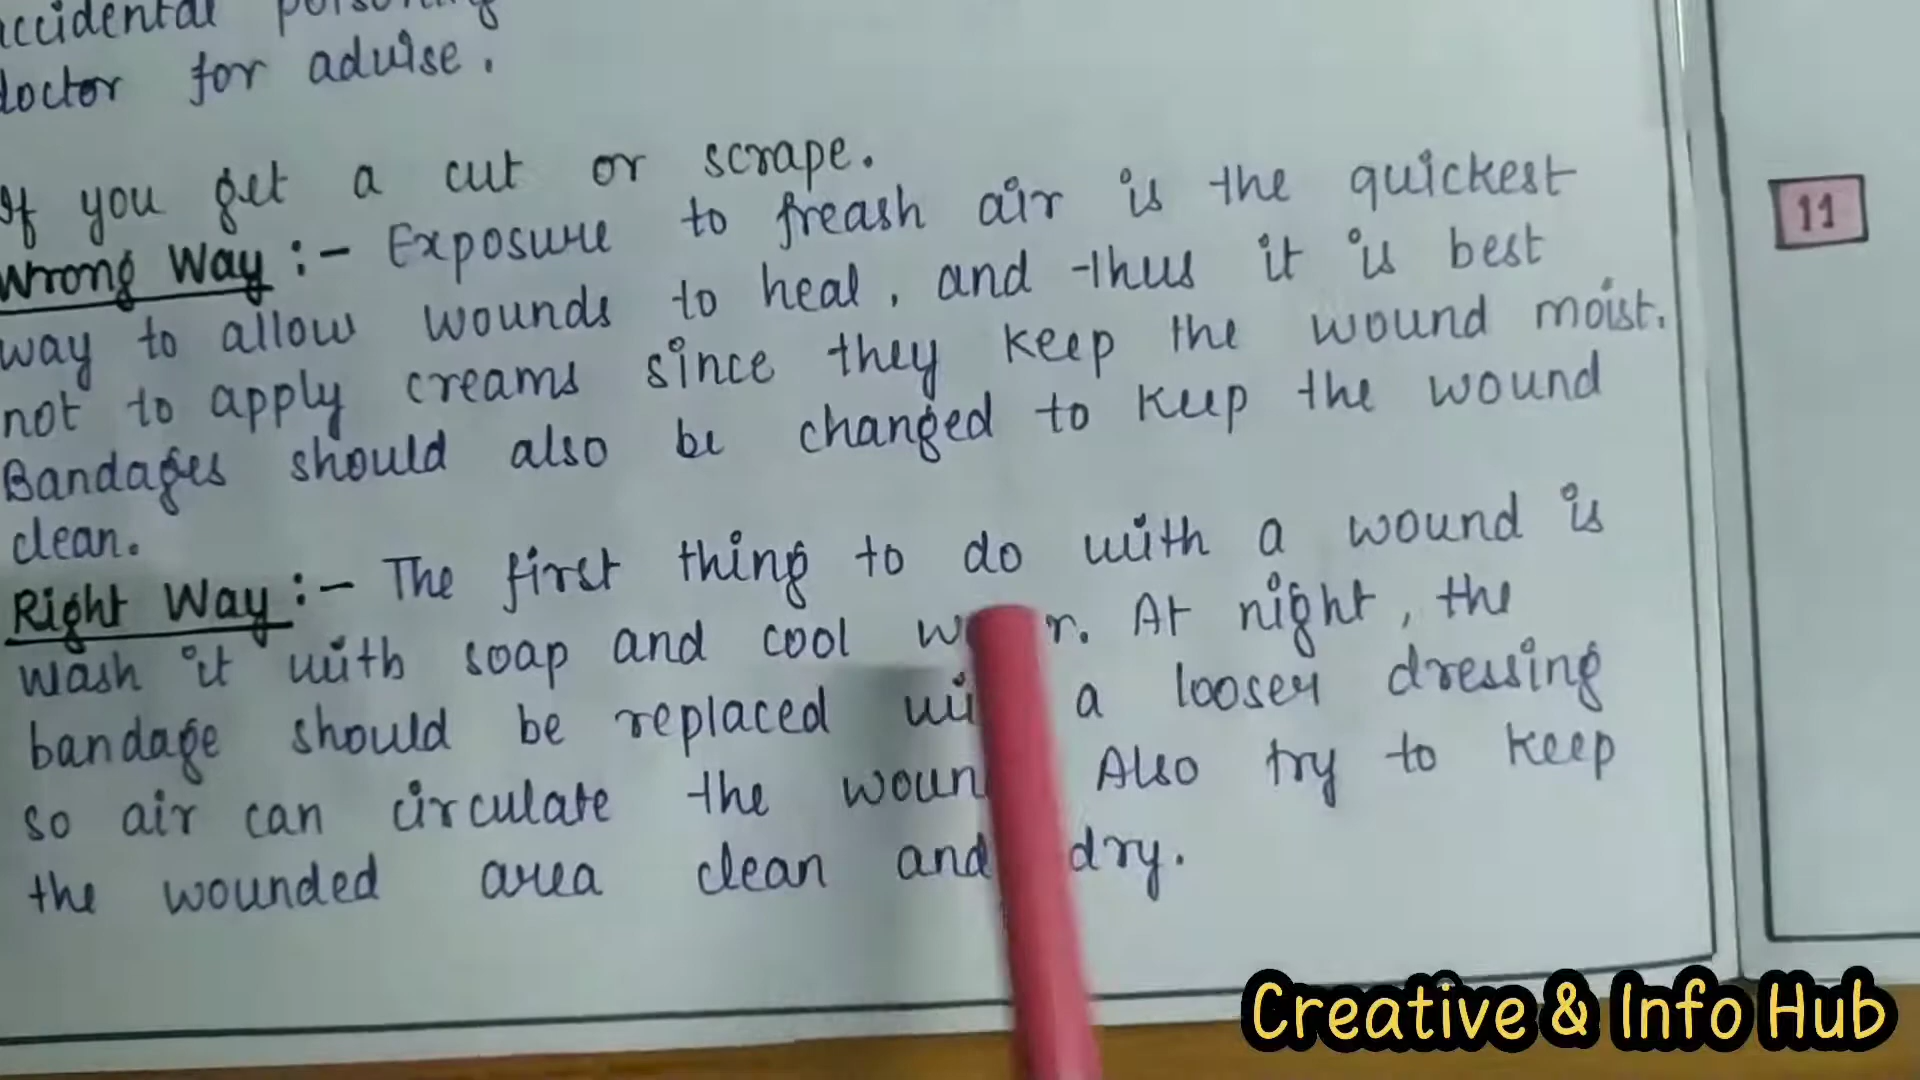 accidental poisoning
doctor for advise.
If you get a cut or scrape.
Wrong Way :- Exposure to freash air is the quickest
way to allow wounds to heal, and thus it is best
not to apply creams since they keep the wound moist.
Bandages should also be changed to keep the wound
clean.
Right Way :- The first thing to do with a wound is
wash it with soap and cool At night, the
bandage should be replaced a looser dressing
so air can circulate the Also try to keep
the wounded area clean and dry.
11
Creative & Info Hub